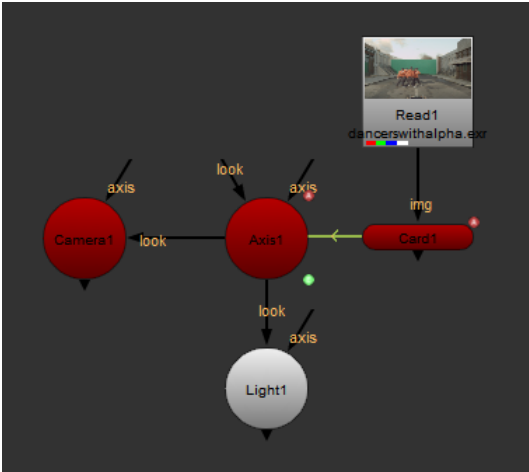 Read1
dancerswithalpha.exr
look
axis
axis
img
Camera1
look
Axis1
Card1
look
axis
Light1